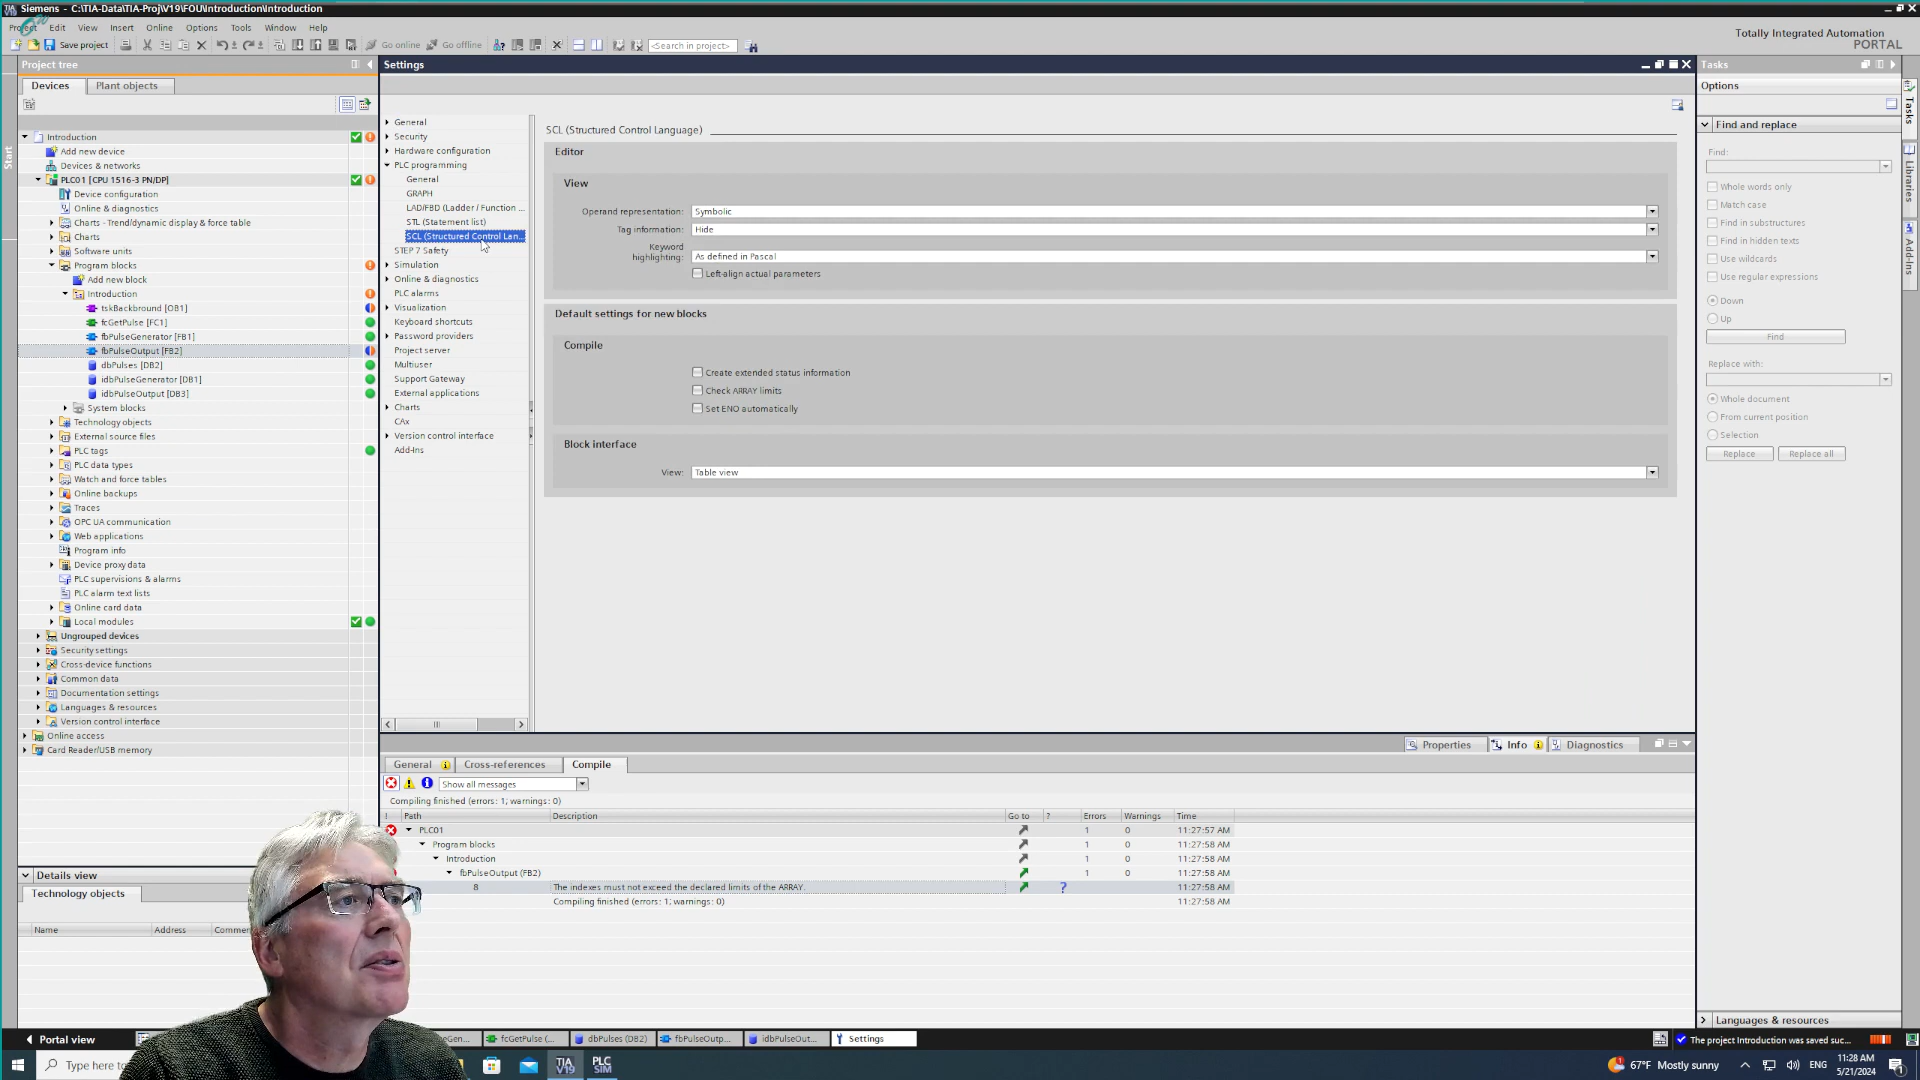 Siemens - C:\TIA-Data\TIA-Proj\V19\FOU\Introduction\Introduction
Project Edit View Insert Online Options Tools Window Help
Save project Go online Go offline <Search in project>
Totally Integrated Automation
PORTAL
Project tree
Devices Plant objects
Start
Introduction
Add new device
Devices & networks
PLC01 [CPU 1516-3 PN/DP]
Device configuration
Online & diagnostics
Charts - Trend/dynamic display & force table
Charts
Software units
Program blocks
Add new block
Introduction
tskBackbround [OB1]
fcGetPulse [FC1]
fbPulseGenerator [FB1]
fbPulseOutput [FB2]
dbPulses [DB2]
idbPulseGenerator [DB1]
idbPulseOutput [DB3]
System blocks
Technology objects
External source files
PLC tags
PLC data types
Watch and force tables
Online backups
Traces
OPC UA communication
Web applications
Program info
Device proxy data
PLC supervisions & alarms
PLC alarm text lists
Online card data
Local modules
Ungrouped devices
Security settings
Cross-device functions
Common data
Documentation settings
Languages & resources
Version control interface
Online access
Card Reader/USB memory
Details view
Technology objects
Name Address
Settings
General
Security
Hardware configuration
PLC programming
General
GRAPH
LAD/FBD (Ladder / Function ...
STL (Statement list)
SCL (Structured Control Lan...
STEP 7 Safety
Simulation
Online & diagnostics
PLC alarms
Visualization
Keyboard shortcuts
Password providers
Project server
Multiuser
Support Gateway
External applications
Charts
CAx
Version control interface
Add-Ins
SCL (Structured Control Language)
Editor
View
Operand representation: Symbolic
Tag information: Hide
Keyword
highlighting: As defined in Pascal
Left-align actual parameters
Default settings for new blocks
Compile
Create extended status information
Check ARRAY limits
Set ENO automatically
Block interface
View: Table view
Properties Info Diagnostics
General Cross-references Compile
Show all messages
Compiling finished (errors: 1; warnings: 0)
! Path Description Go to ? Errors Warnings Time
PLC01 1 0 11:27:57 AM
Program blocks 1 0 11:27:58 AM
Introduction 1 0 11:27:58 AM
fbPulseOutput (FB2) 1 0 11:27:58 AM
8 The indexes must not exceed the declared limits of the ARRAY. ? 11:27:58 AM
Compiling finished (errors: 1; warnings: 0) 11:27:58 AM
Tasks
Options
Find and replace
Find:
Whole words only
Match case
Find in substructures
Find in hidden texts
Use wildcards
Use regular expressions
Down
Up
Find
Replace with:
Whole document
From current position
Selection
Replace Replace all
Languages & resources
Tasks
Libraries
Add-Ins
Portal view fcGetPulse (... dbPulses (DB2) fbPulseOutp... idbPulseOut... Settings
The project Introduction was saved suc...
Type here to
TIA V19 PLC SIM
67°F Mostly sunny ENG 11:28 AM
5/21/2024